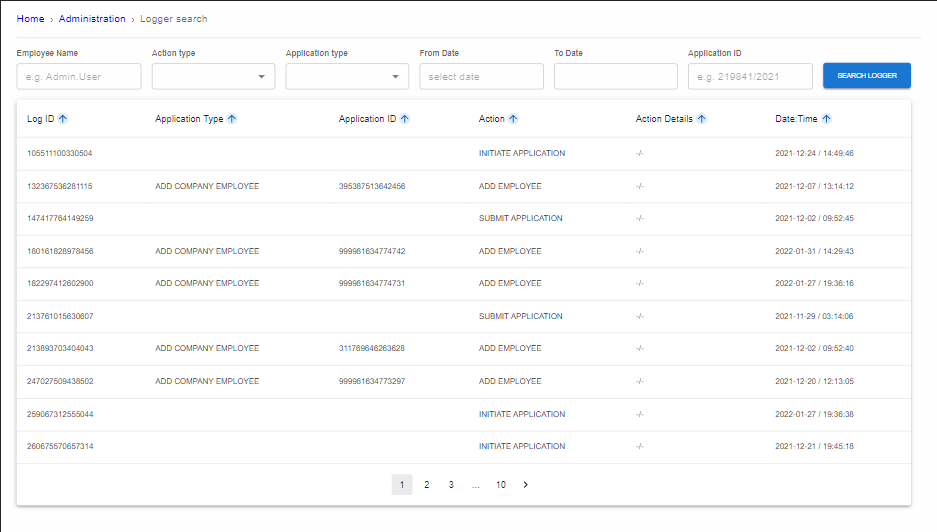 Home › Administration › Logger search
Employee Name Action type Application type From Date To Date Application ID
e.g. Admin.User select date e.g. 219841/2021 SEARCH LOGGER
Log ID Application Type Application ID Action Action Details Date:Time
105511100330504 INITIATE APPLICATION -/- 2021-12-24 / 14:49:46
132367536281115 ADD COMPANY EMPLOYEE 395387513642456 ADD EMPLOYEE -/- 2021-12-07 / 13:14:12
147417764149259 SUBMIT APPLICATION -/- 2021-12-02 / 09:52:45
180161828978456 ADD COMPANY EMPLOYEE 999981634774742 ADD EMPLOYEE -/- 2022-01-31 / 14:29:43
182297412602900 ADD COMPANY EMPLOYEE 999981634774731 ADD EMPLOYEE -/- 2022-01-27 / 19:36:16
213761015630607 SUBMIT APPLICATION -/- 2021-11-29 / 03:14:06
213893703404043 ADD COMPANY EMPLOYEE 311769646263628 ADD EMPLOYEE -/- 2021-12-02 / 09:52:40
247027509438502 ADD COMPANY EMPLOYEE 999981634773297 ADD EMPLOYEE -/- 2021-12-20 / 12:13:05
259067312555044 INITIATE APPLICATION -/- 2022-01-27 / 19:36:38
260675570657314 INITIATE APPLICATION -/- 2021-12-21 / 19:45:18
1 2 3 ... 10